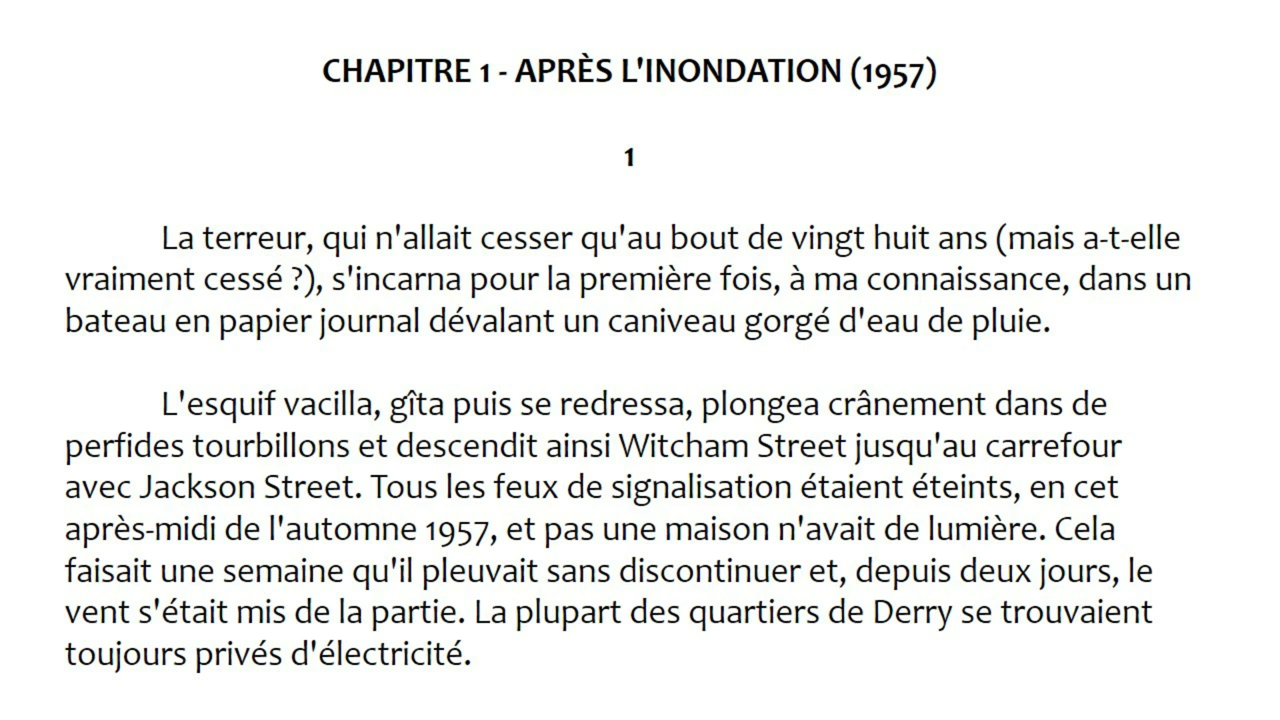 CHAPITRE 1 - APRÈS L'INONDATION (1957)
1
La terreur, qui n'allait cesser qu'au bout de vingt huit ans (mais a-t-elle
vraiment cessé ?), s'incarna pour la première fois, à ma connaissance, dans un
bateau en papier journal dévalant un caniveau gorgé d'eau de pluie.
L'esquif vacilla, gîta puis se redressa, plongea crânement dans de
perfides tourbillons et descendit ainsi Witcham Street jusqu'au carrefour
avec Jackson Street. Tous les feux de signalisation étaient éteints, en cet
après-midi de l'automne 1957, et pas une maison n'avait de lumière. Cela
faisait une semaine qu'il pleuvait sans discontinuer et, depuis deux jours, le
vent s'était mis de la partie. La plupart des quartiers de Derry se trouvaient
toujours privés d'électricité.